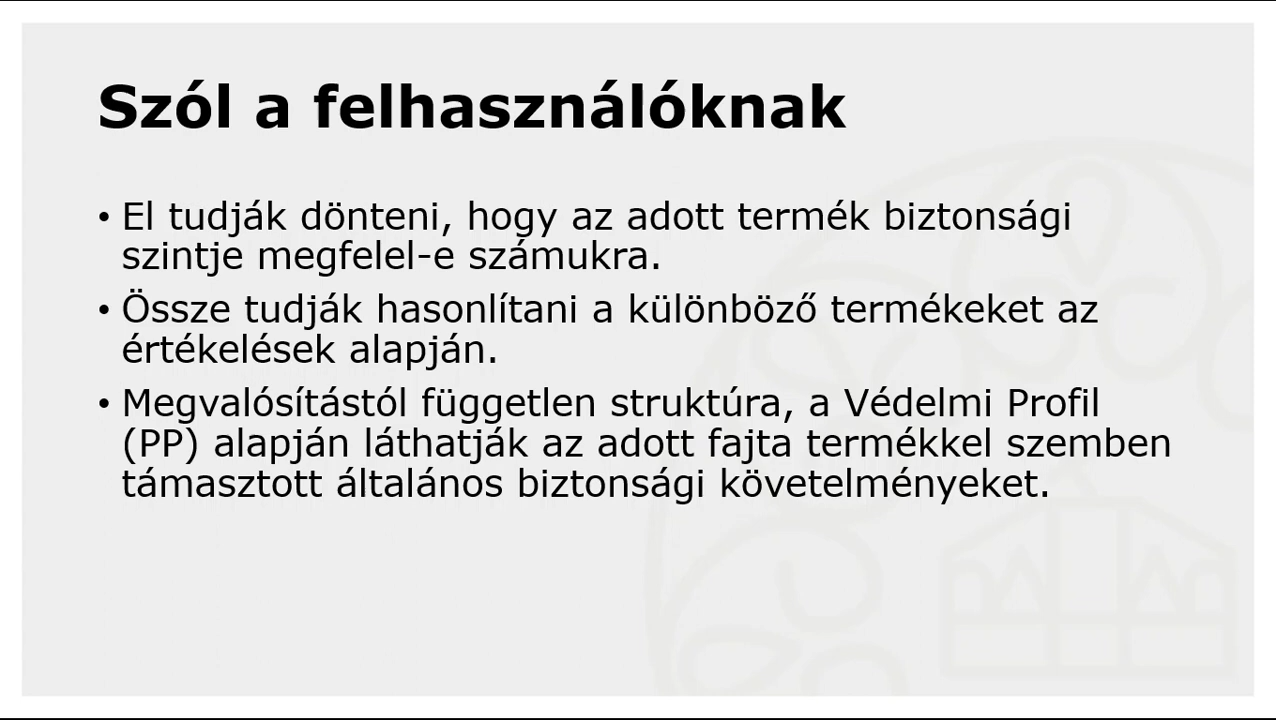 Szól a felhasználóknak
• El tudják dönteni, hogy az adott termék biztonsági
szintje megfelel-e számukra.
• Össze tudják hasonlítani a különböző termékeket az
értékelések alapján.
• Megvalósítástól független struktúra, a Védelmi Profil
(PP) alapján láthatják az adott fajta termékkel szemben
támasztott általános biztonsági követelményeket.